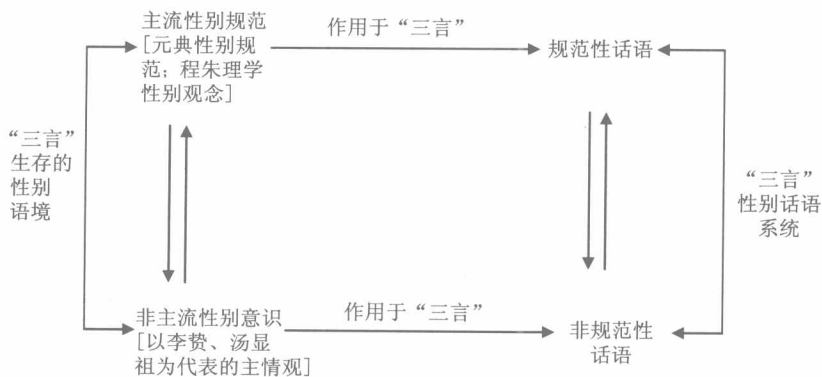 主流性别规范
[元典性别规
范；程朱理学
性别观念]
作用于“三言”
规范性话语
“三言”
生存的
性别
语境
“三言”
性别话语
系统
非主流性别意识
[以李贽、汤显
祖为代表的主情观]
作用于“三言”
非规范性
话语